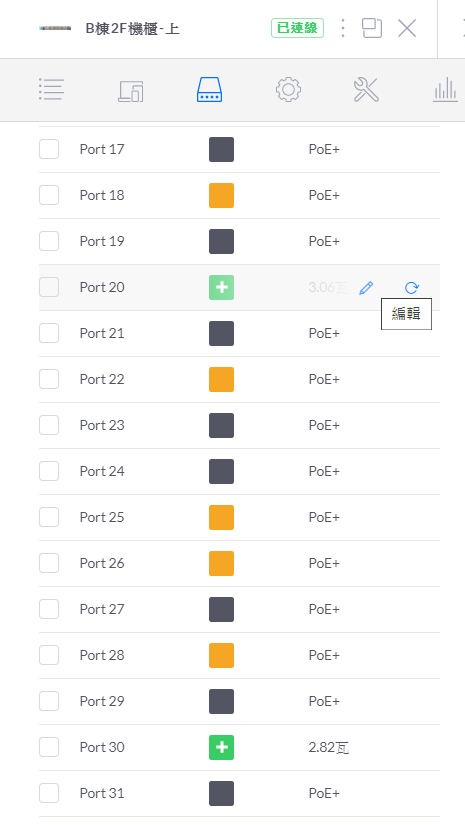 B棟2F機櫃-上 已連線
Port 17 PoE+
Port 18 PoE+
Port 19 PoE+
Port 20 3.06瓦
編輯
Port 21 PoE+
Port 22 PoE+
Port 23 PoE+
Port 24 PoE+
Port 25 PoE+
Port 26 PoE+
Port 27 PoE+
Port 28 PoE+
Port 29 PoE+
Port 30 2.82瓦
Port 31 PoE+